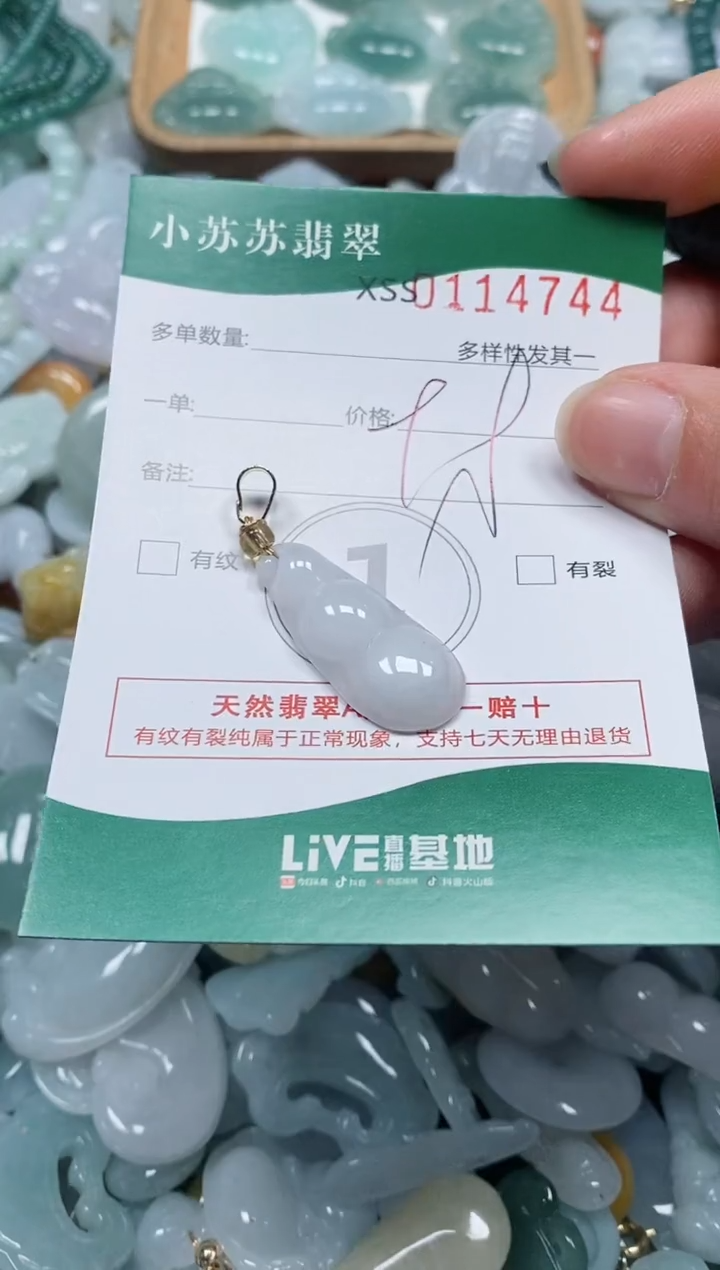 小苏苏翡翠
XSS0114744
多单数量:
多样性发其一
一单: 价格:
备注:
有纹 1 有裂
天然翡翠A 一赔十
有纹有裂纯属于正常现象，支持七天无理由退货
LiVE直播基地
今日头条 抖音 西瓜视频 抖音火山版